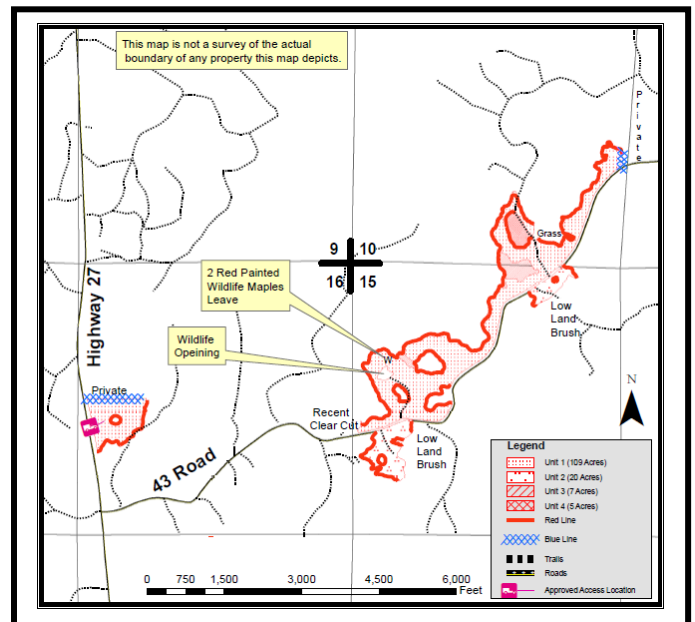 This map is not a survey of the actual
boundary of any property this map depicts.
Private
Grass
9 10
16 15
2 Red Painted
Wildlife Maples
Leave
Highway 27
Low
Land
Brush
Wildlife
Opeining
W
Private
Recent
Clear Cut
Low
Land
Brush
43 Road
N
Legend
Unit 1 (109 Acres)
Unit 2 (20 Acres)
Unit 3 (7 Acres)
Unit 4 (5 Acres)
Red Line
Blue Line
Trails
Roads
Approved Access Location
0 750 1,500 3,000 4,500 6,000
Feet